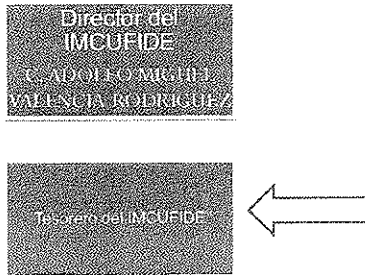 Director del
IMCUFIDE
C. ADOLFO MIGUEL
VALENCIA RODRIGUEZ
Tesorero del IMCUFIDE